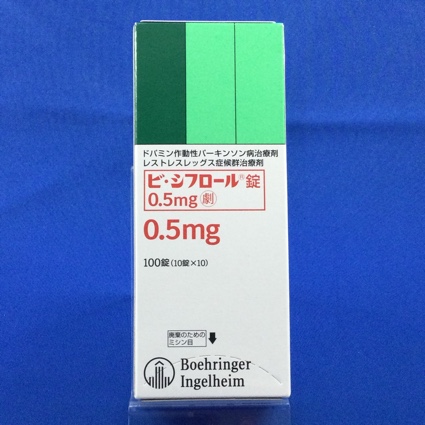 ドパミン作動性パーキンソン病治療剤
レストレスレッグス症候群治療剤
ビ・シフロール®錠
0.5mg 劇
0.5mg
100錠(10錠×10)
廃棄のための
ミシン目
Boehringer
Ingelheim